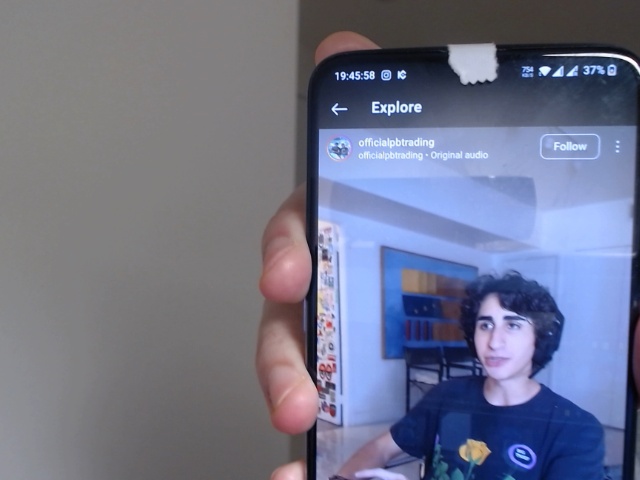 19:45:58 37%
Explore
officialpbtrading
officialpbtrading • Original audio
Follow